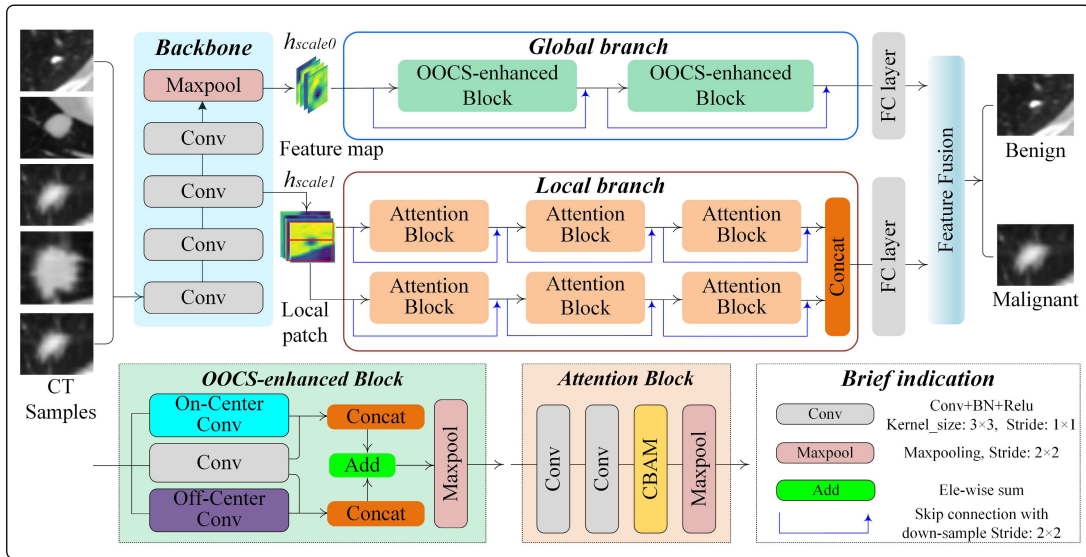 Backbone
Maxpool
Conv
Conv
Conv
Conv
CT
Samples
hscale0
Feature map
hscale1
Local
patch
Global branch
OOCS-enhanced
Block
OOCS-enhanced
Block
FC layer
Local branch
Attention
Block
Attention
Block
Attention
Block
Attention
Block
Attention
Block
Attention
Block
Concat
FC layer
Feature Fusion
Benign
Malignant
OOCS-enhanced Block
On-Center
Conv
Conv
Off-Center
Conv
Concat
Add
Concat
Maxpool
Attention Block
Conv
Conv
CBAM
Maxpool
Brief indication
Conv
Conv+BN+Relu
Kernel_size: 3×3, Stride: 1×1
Maxpool
Maxpooling, Stride: 2×2
Add
Ele-wise sum
Skip connection with
down-sample Stride: 2×2